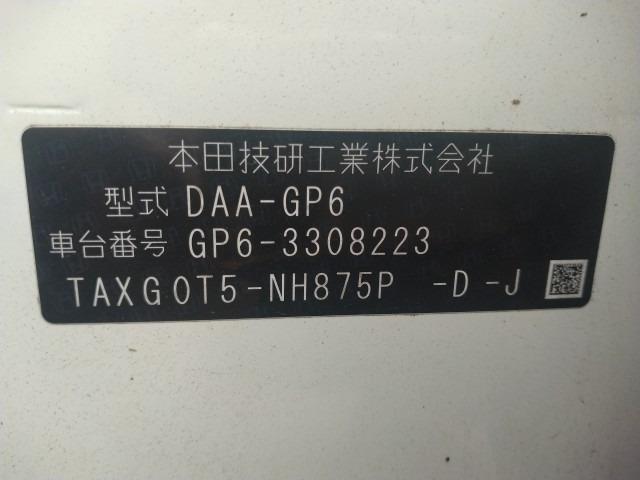 本田技研工業株式会社
型式 DAA-GP6
車台番号 GP6-3308223
TAXG0T5-NH875P -D-J